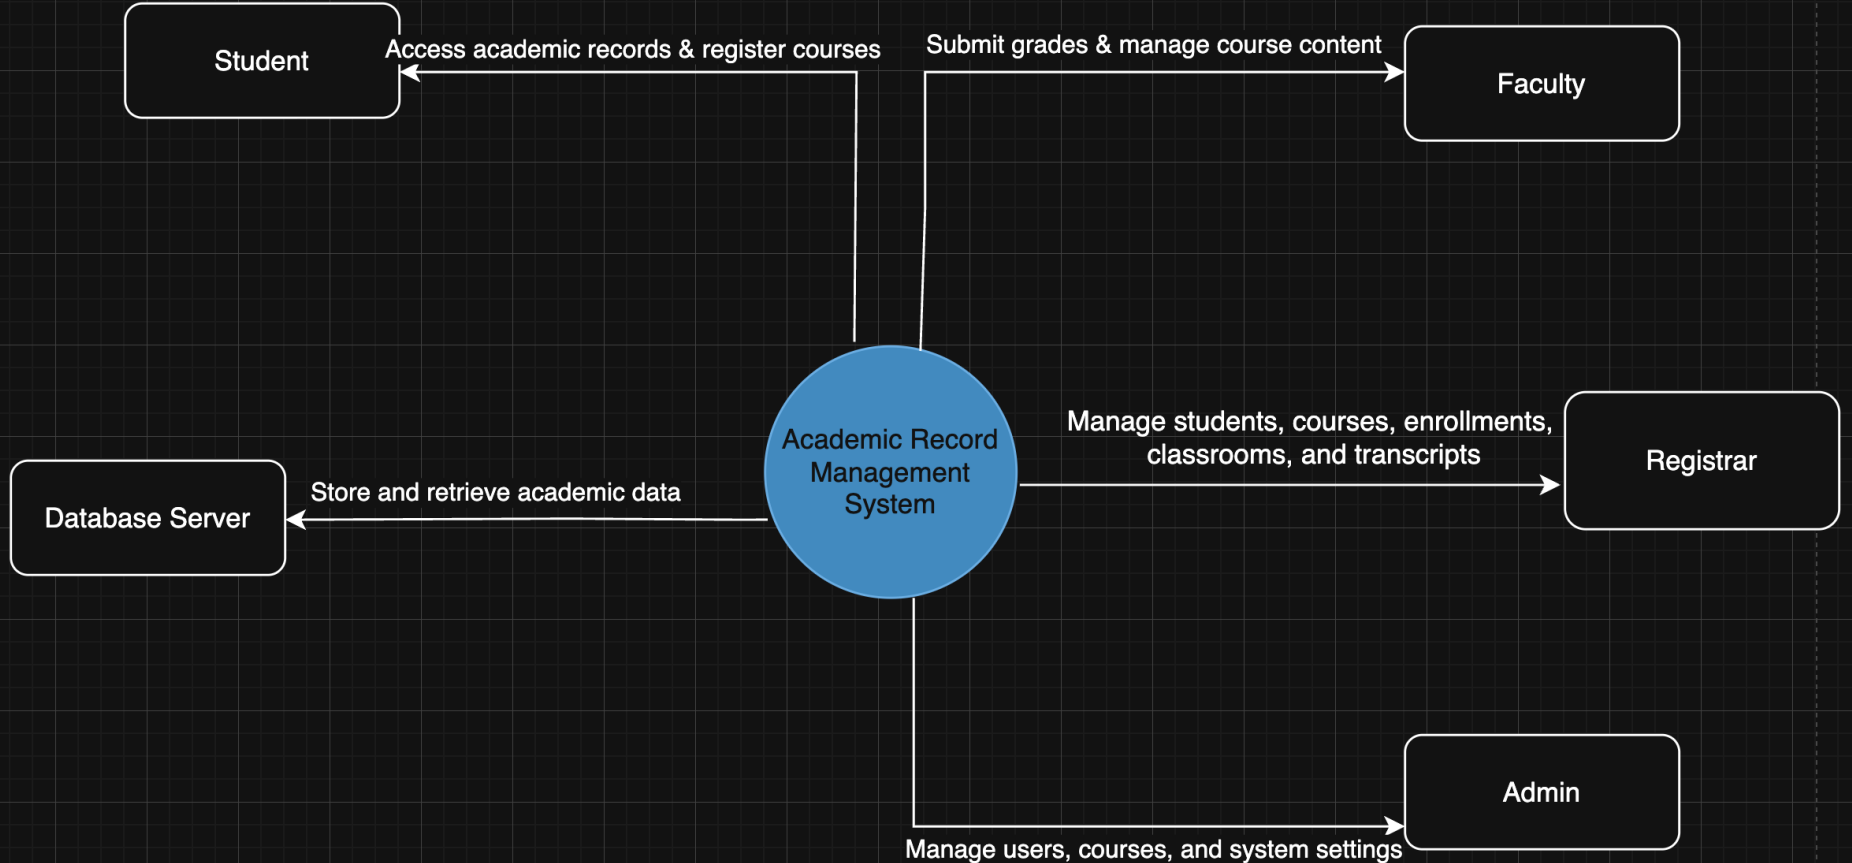 Student
Access academic records & register courses
Submit grades & manage course content
Faculty
Academic Record
Management
System
Manage students, courses, enrollments,
classrooms, and transcripts
Registrar
Database Server
Store and retrieve academic data
Admin
Manage users, courses, and system settings